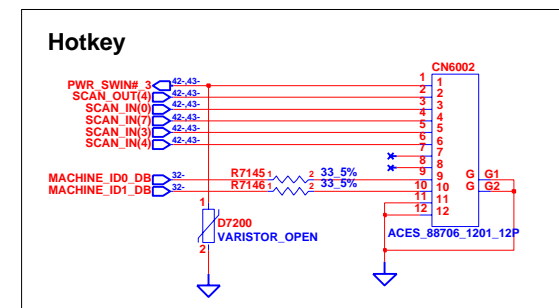 Hotkey
CN6002
PWR_SWIN#_3 42-,43- 1 1
SCAN_OUT(4) 42-,43- 2 2
SCAN_IN(0) 42-,43- 3 3
SCAN_IN(7) 42-,43- 4 4
SCAN_IN(3) 42-,43- 5 5
SCAN_IN(4) 42-,43- 6 6
7 7
8 8
MACHINE_ID0_DB 32- R7145 1 2 33_5% 9 9 G G1
MACHINE_ID1_DB 32- R7146 1 2 33_5% 10 10 G G2
11 11
12 12
1
D7200
VARISTOR_OPEN
2
ACES_88706_1201_12P